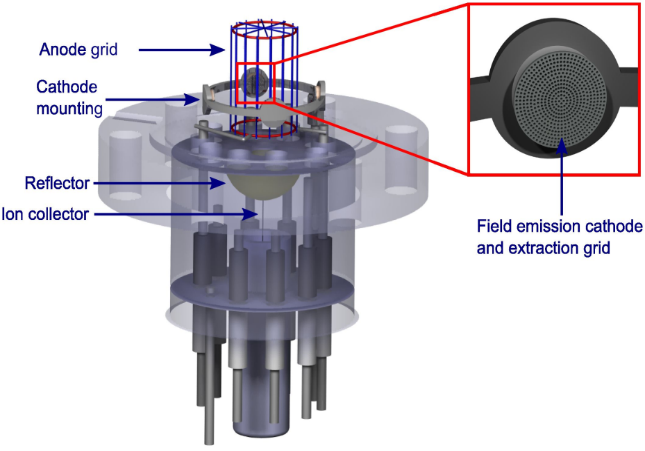 Anode grid
Cathode
mounting
Reflector
Ion collector
Field emission cathode
and extraction grid